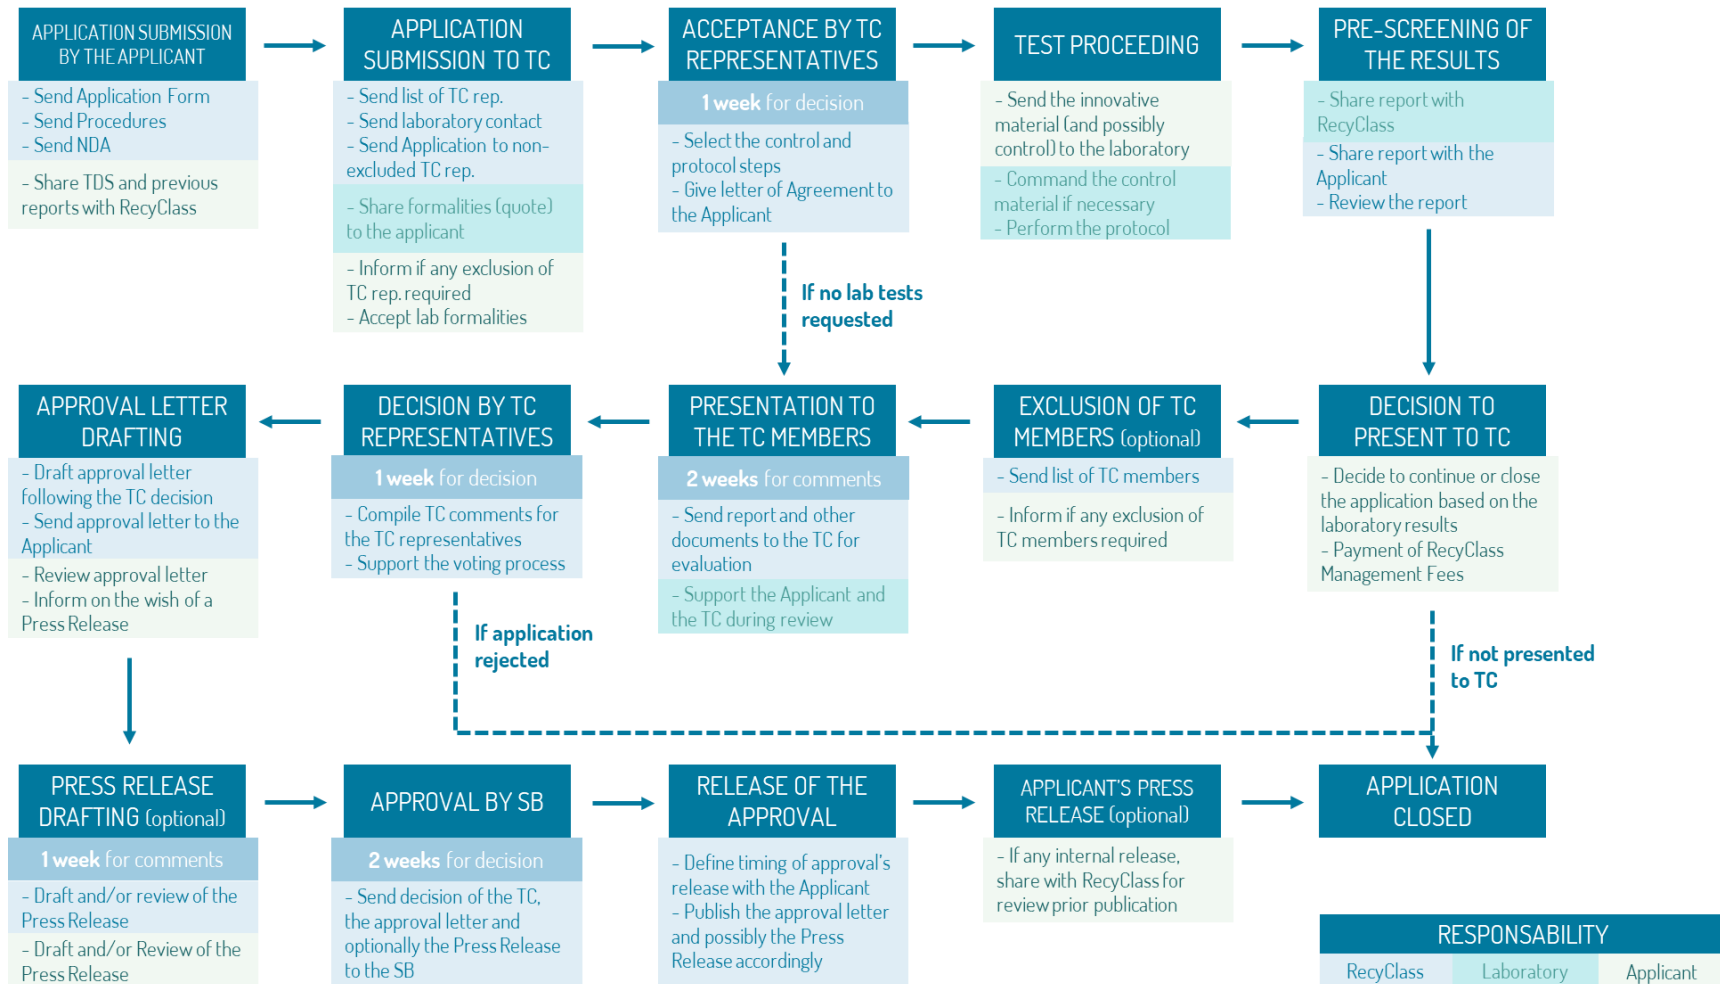 APPLICATION SUBMISSION
BY THE APPLICANT
- Send Application Form
- Send Procedures
- Send NDA
- Share TDS and previous
reports with RecyClass
APPLICATION
SUBMISSION TO TC
- Send list of TC rep.
- Send laboratory contact
- Send Application to non-
excluded TC rep.
- Share formalities (quote)
to the applicant
- Inform if any exclusion of
TC rep. required
- Accept lab formalities
ACCEPTANCE BY TC
REPRESENTATIVES
1 week for decision
- Select the control and
protocol steps
- Give letter of Agreement to
the Applicant
If no lab tests
requested
TEST PROCEEDING
- Send the innovative
material (and possibly
control) to the laboratory
- Command the control
material if necessary
- Perform the protocol
PRE-SCREENING OF
THE RESULTS
- Share report with
RecyClass
- Share report with the
Applicant
- Review the report
APPROVAL LETTER
DRAFTING
- Draft approval letter
following the TC decision
- Send approval letter to the
Applicant
- Review approval letter
- Inform on the wish of a
Press Release
DECISION BY TC
REPRESENTATIVES
1 week for decision
- Compile TC comments for
the TC representatives
- Support the voting process
If application
rejected
PRESENTATION TO
THE TC MEMBERS
2 weeks for comments
- Send report and other
documents to the TC for
evaluation
- Support the Applicant and
the TC during review
EXCLUSION OF TC
MEMBERS (optional)
- Send list of TC members
- Inform if any exclusion of
TC members required
DECISION TO
PRESENT TO TC
- Decide to continue or close
the application based on the
laboratory results
- Payment of RecyClass
Management Fees
If not presented
to TC
PRESS RELEASE
DRAFTING (optional)
1 week for comments
- Draft and/or review of the
Press Release
- Draft and/or Review of the
Press Release
APPROVAL BY SB
2 weeks for decision
- Send decision of the TC,
the approval letter and
optionally the Press Release
to the SB
RELEASE OF THE
APPROVAL
- Define timing of approval's
release with the Applicant
- Publish the approval letter
and possibly the Press
Release accordingly
APPLICANT'S PRESS
RELEASE (optional)
- If any internal release,
share with RecyClass for
review prior publication
APPLICATION
CLOSED
RESPONSABILITY
RecyClass Laboratory Applicant